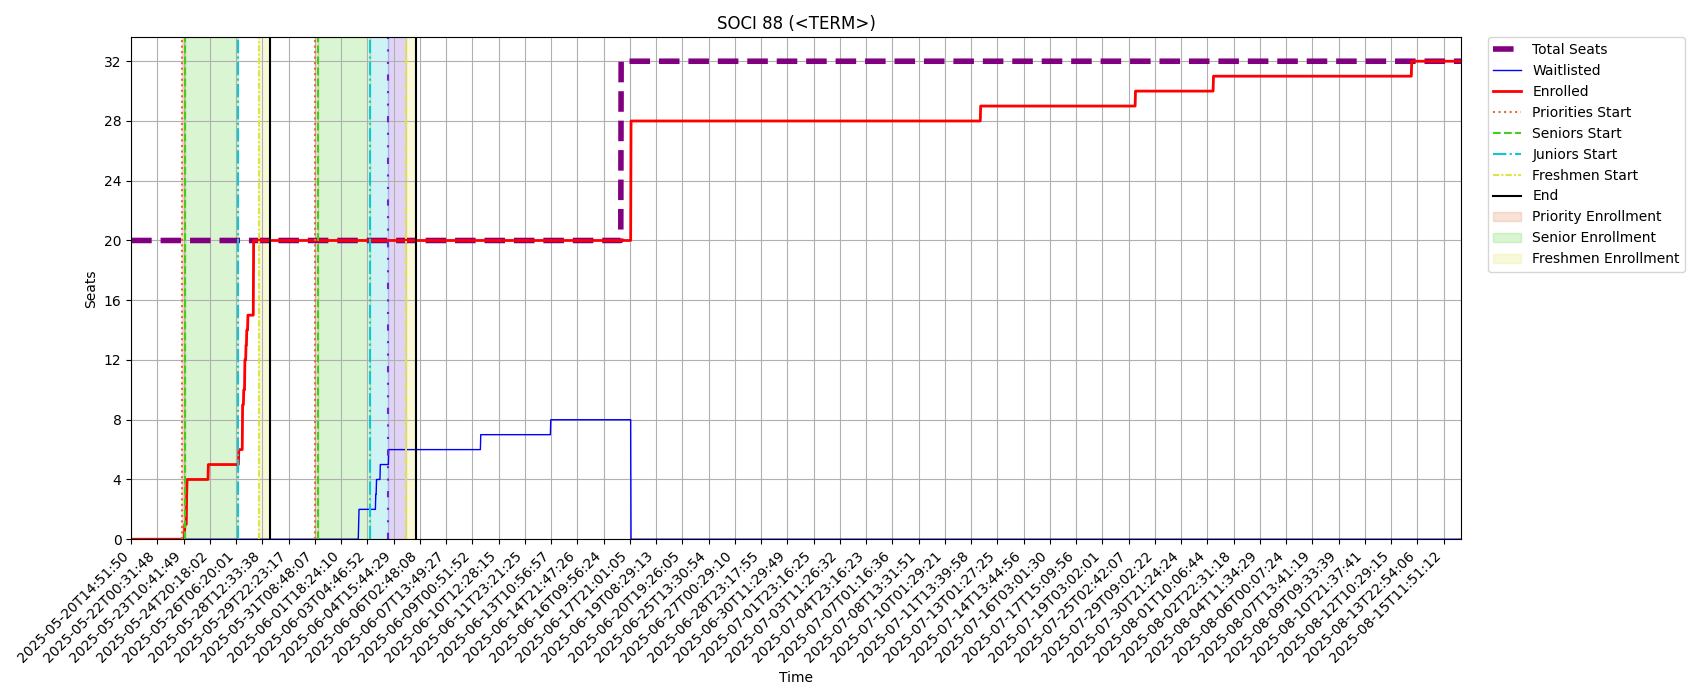 SOCI 88 (<TERM>)
Seats
32
28
24
20
16
12
8
4
0
2025-05-20T14:51:50
2025-05-22T00:31:48
2025-05-23T10:41:49
2025-05-24T20:18:02
2025-05-26T06:20:01
2025-05-28T12:33:38
2025-05-29T22:23:17
2025-05-31T08:48:07
2025-06-01T18:24:10
2025-06-03T04:46:52
2025-06-04T15:44:29
2025-06-06T02:48:08
2025-06-07T13:49:27
2025-06-09T00:51:52
2025-06-10T12:28:15
2025-06-11T23:21:25
2025-06-13T10:56:57
2025-06-14T21:47:26
2025-06-16T09:56:24
2025-06-17T21:01:05
2025-06-19T08:29:13
2025-06-20T19:26:05
2025-06-25T13:30:54
2025-06-27T00:29:10
2025-06-28T23:17:55
2025-06-30T11:29:49
2025-07-01T23:16:25
2025-07-03T11:26:32
2025-07-04T23:16:23
2025-07-07T01:16:36
2025-07-08T13:31:51
2025-07-10T01:29:21
2025-07-11T13:39:58
2025-07-13T01:27:25
2025-07-14T13:44:56
2025-07-16T03:01:30
2025-07-17T15:09:56
2025-07-19T03:02:01
2025-07-25T02:42:07
2025-07-29T09:02:22
2025-07-30T21:24:24
2025-08-01T10:06:44
2025-08-02T22:31:18
2025-08-04T11:34:29
2025-08-06T00:07:24
2025-08-07T13:41:19
2025-08-09T09:33:39
2025-08-10T21:37:41
2025-08-12T10:29:15
2025-08-13T22:54:06
2025-08-15T11:51:12
Time
Total Seats
Waitlisted
Enrolled
Priorities Start
Seniors Start
Juniors Start
Freshmen Start
End
Priority Enrollment
Senior Enrollment
Freshmen Enrollment